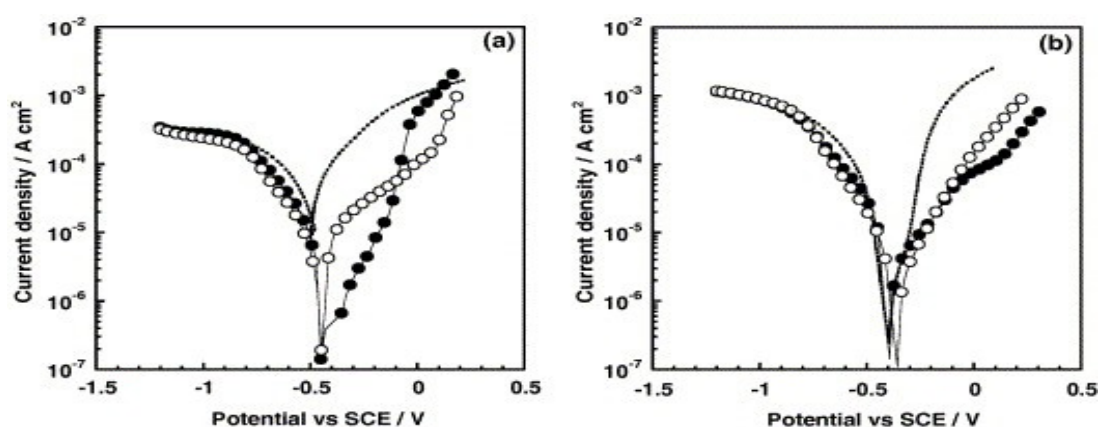 (a)
10⁻²
10⁻³
10⁻⁴
10⁻⁵
10⁻⁶
10⁻⁷
Current density / A cm²
-1.5 -1 -0.5 0 0.5
Potential vs SCE / V
(b)
10⁻²
10⁻³
10⁻⁴
10⁻⁵
10⁻⁶
10⁻⁷
Current density / A cm²
-1.5 -1 -0.5 0 0.5
Potential vs SCE / V